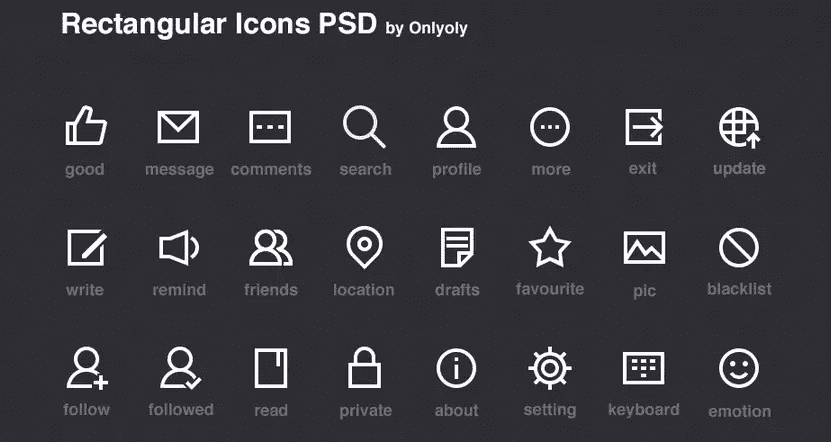 Rectangular Icons PSD by Onlyoly
good message comments search profile more exit update
write remind friends location drafts favourite pic blacklist
follow followed read private about setting keyboard emotion